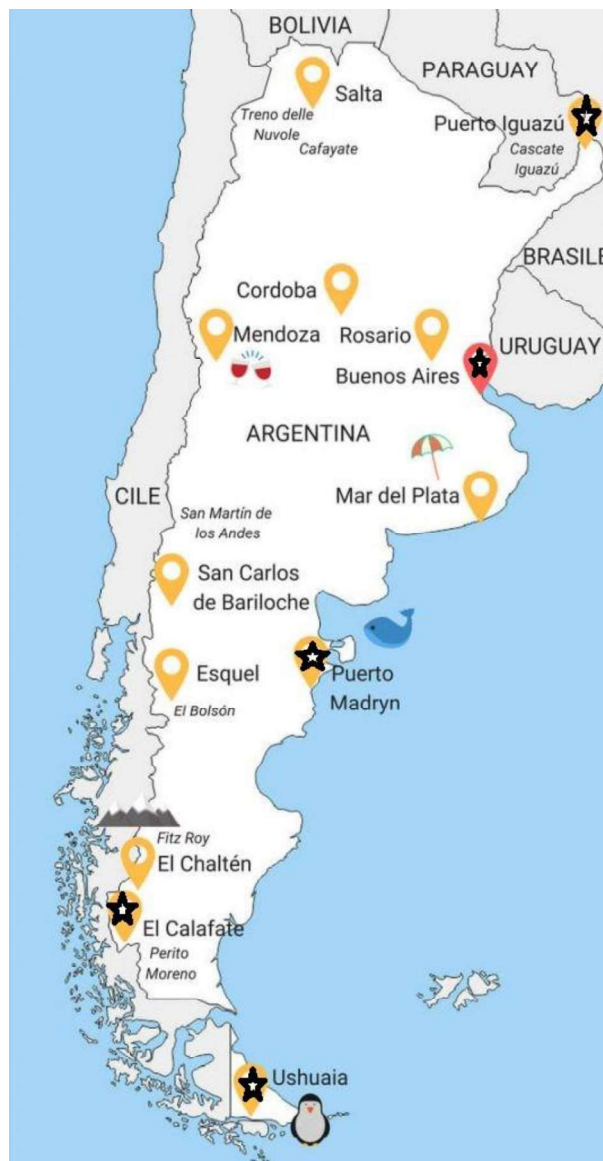 BOLIVIA
PARAGUAY
Salta
Treno delle
Nuvole
Cafayate
Puerto Iguazú
Cascate
Iguazú
BRASILE
Cordoba
Mendoza
Rosario
URUGUAY
Buenos Aires
ARGENTINA
CILE
Mar del Plata
San Martín de
los Andes
San Carlos
de Bariloche
Esquel
El Bolsón
Puerto
Madryn
Fitz Roy
El Chaltén
El Calafate
Perito
Moreno
Ushuaia